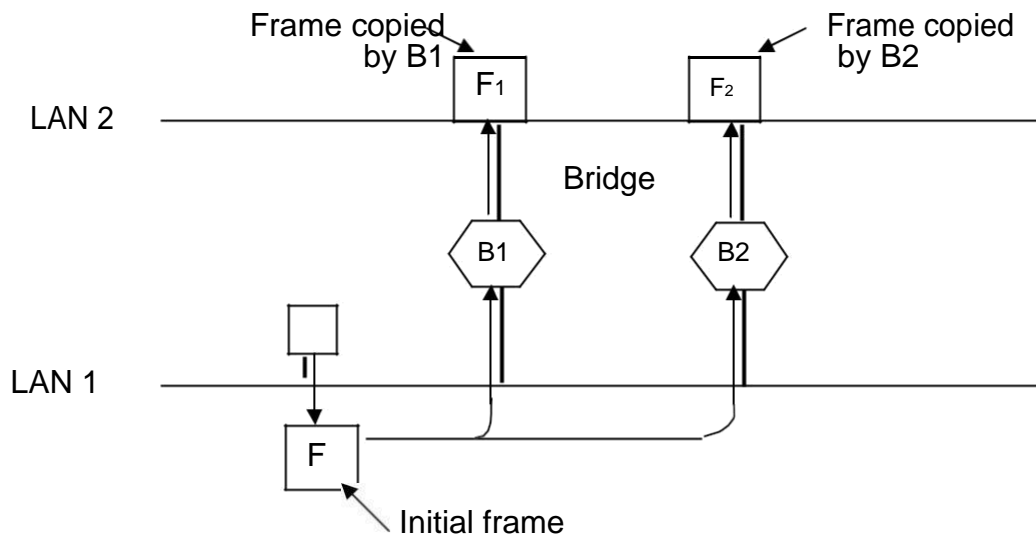 Frame copied
by B1
Frame copied
by B2
F1
F2
LAN 2
Bridge
B1
B2
LAN 1
F
Initial frame